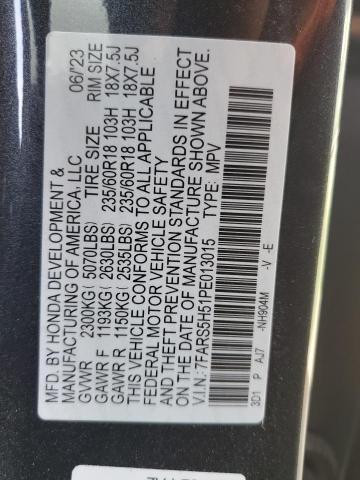 MFD. BY HONDA DEVELOPMENT & 06/'23
MANUFACTURING OF AMERICA, LLC
TIRE SIZE RIM SIZE
GVWR 2300KG( 5070LBS)
GAWR F 1193KG( 2630LBS) 235/60R18 103H 18X7.5J
GAWR R 1150KG( 2535LBS) 235/60R18 103H 18X7.5J
THIS VEHICLE CONFORMS TO ALL APPLICABLE
FEDERAL MOTOR VEHICLE SAFETY
AND THEFT PREVENTION STANDARDS IN EFFECT
ON THE DATE OF MANUFACTURE SHOWN ABOVE.
V.I.N.: 7FARS5H51PE013015 TYPE: MPV
3D1 P AJ7 -NH904M -V -E